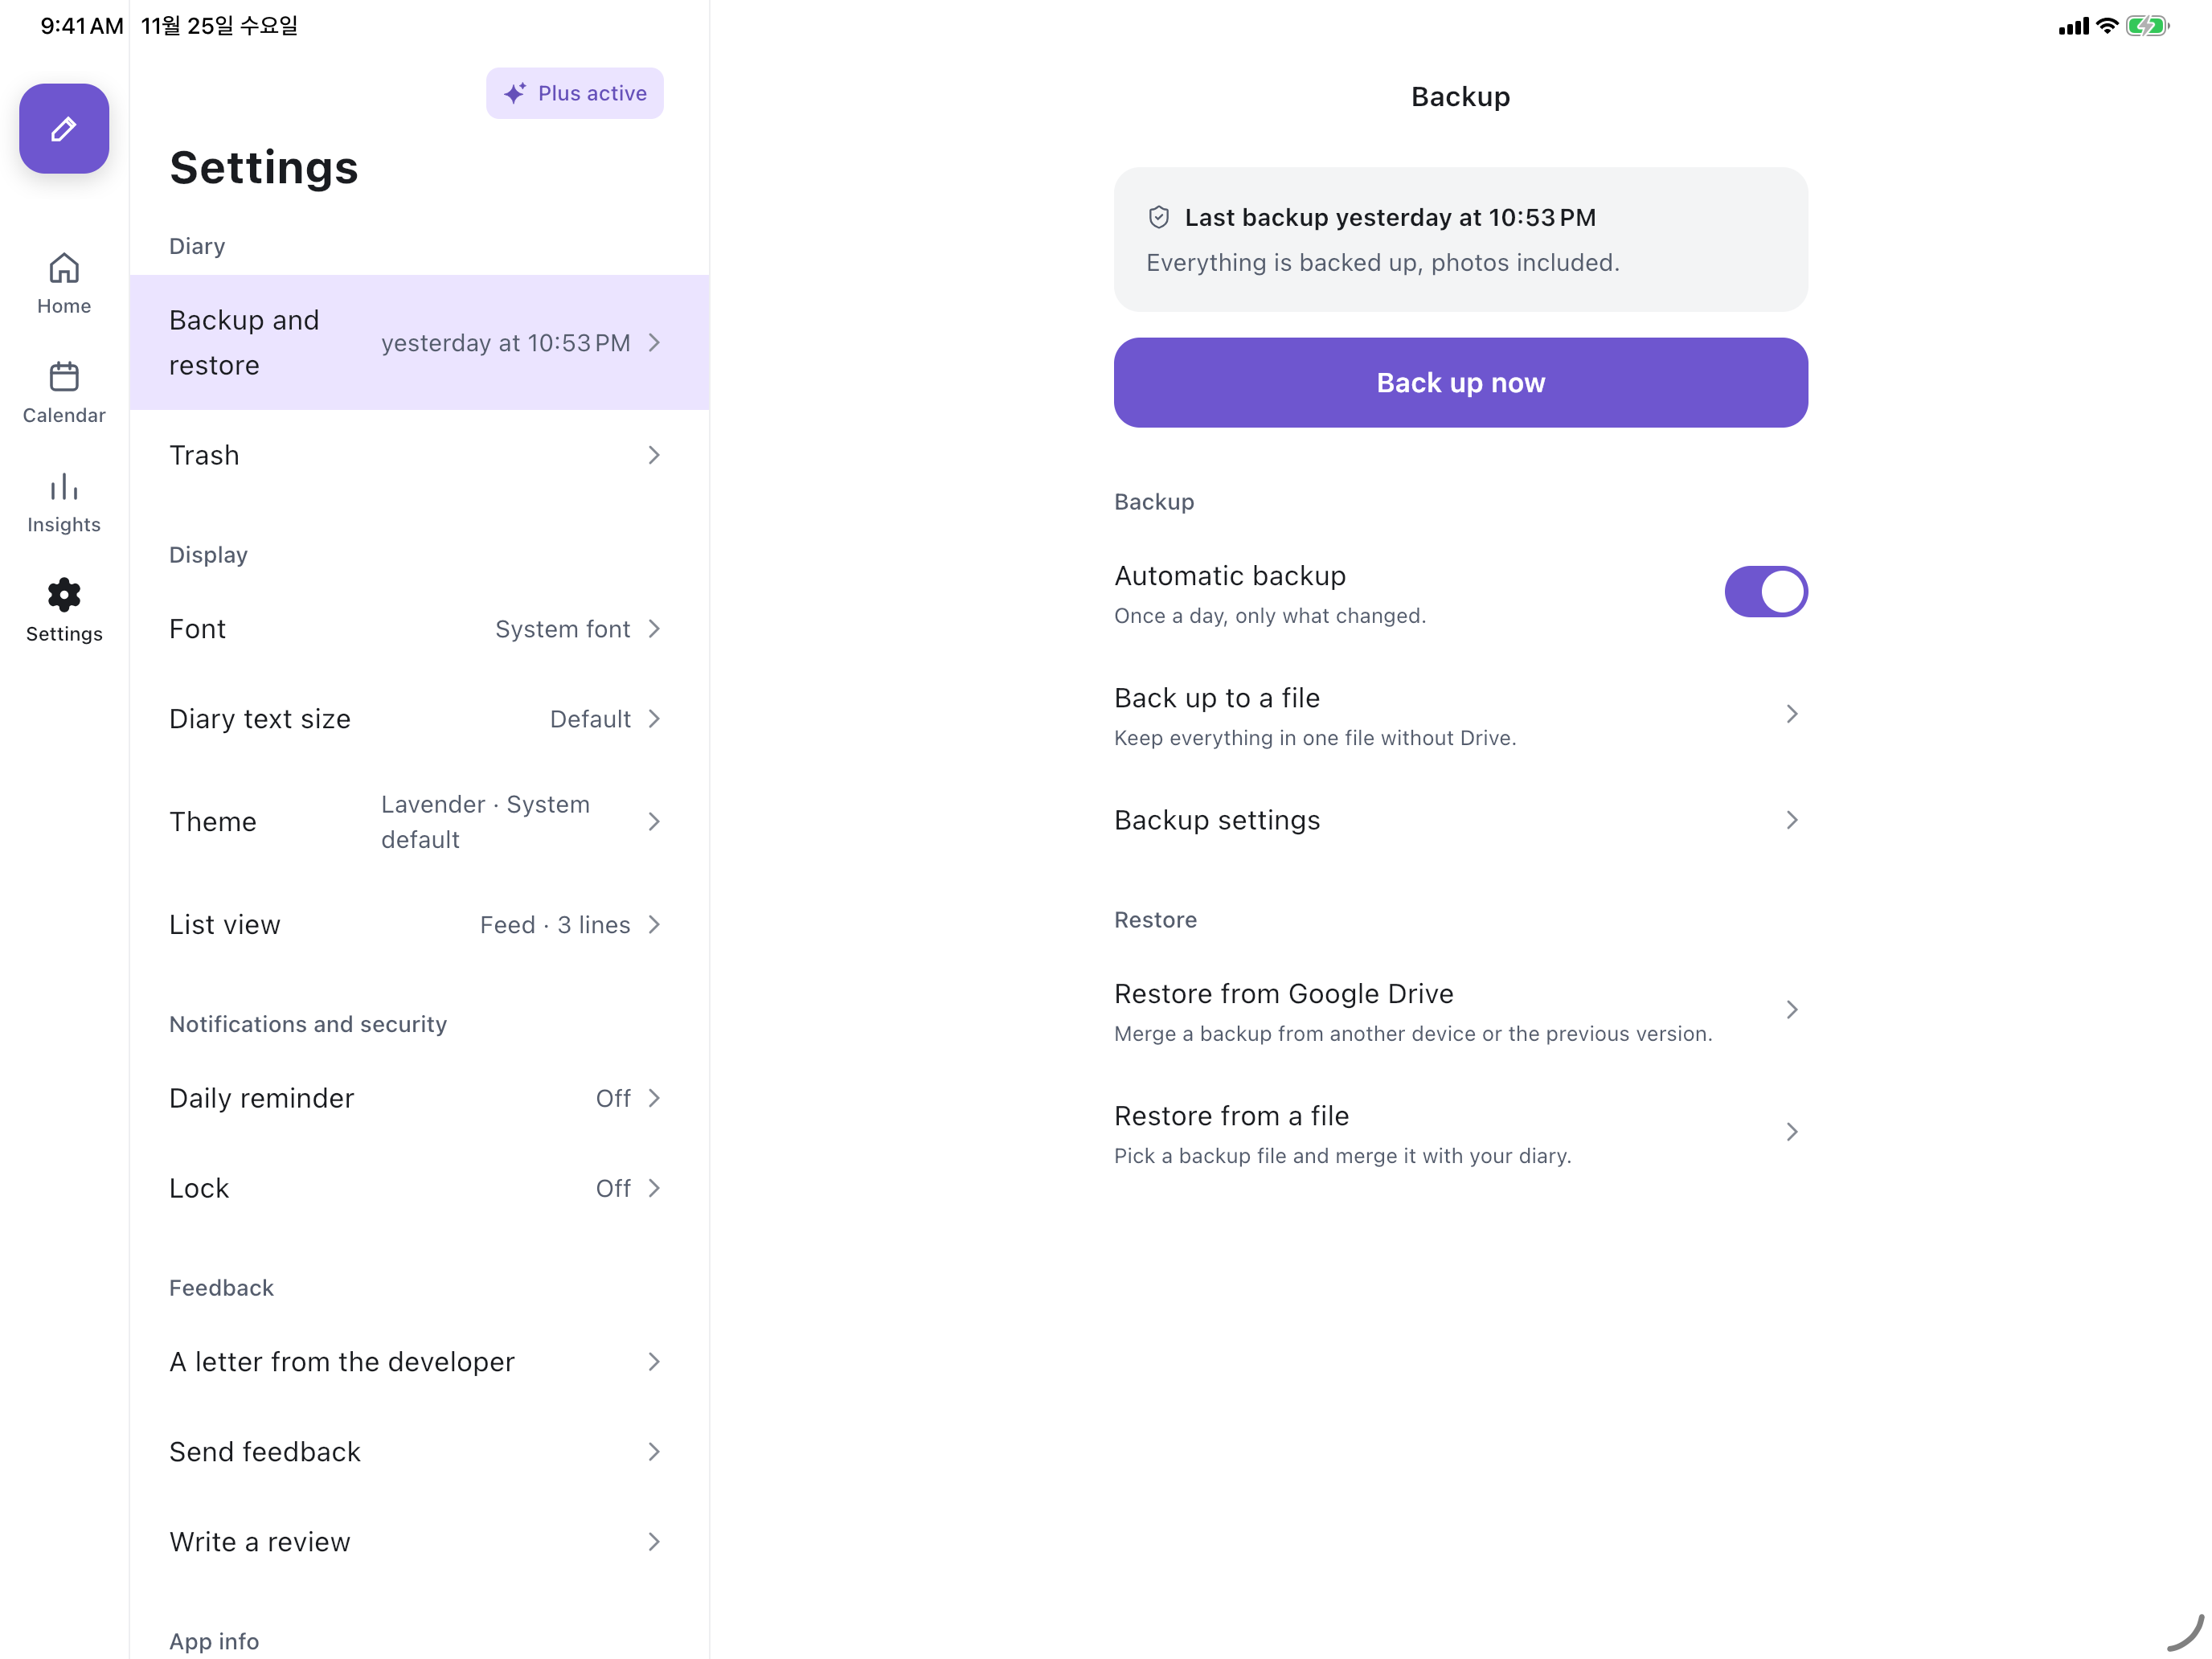 9:41 AM 11월 25일 수요일
Plus active
Settings
Home
Calendar
Insights
Settings
Diary
Backup and
restore
yesterday at 10:53 PM
Trash
Display
Font
System font
Diary text size
Default
Theme
Lavender · System
default
List view
Feed · 3 lines
Notifications and security
Daily reminder
Off
Lock
Off
Feedback
A letter from the developer
Send feedback
Write a review
App info
Backup
Last backup yesterday at 10:53 PM
Everything is backed up, photos included.
Back up now
Backup
Automatic backup
Once a day, only what changed.
Back up to a file
Keep everything in one file without Drive.
Backup settings
Restore
Restore from Google Drive
Merge a backup from another device or the previous version.
Restore from a file
Pick a backup file and merge it with your diary.